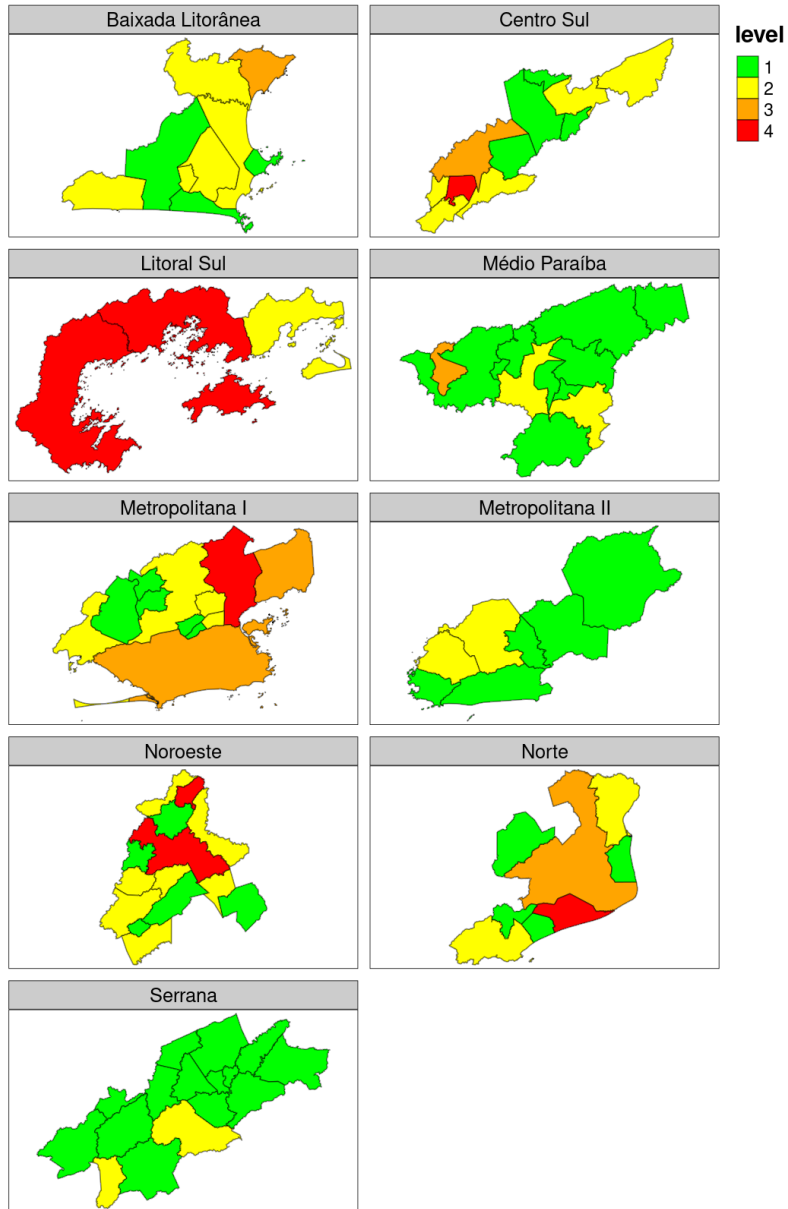 Baixada Litorânea
Centro Sul
level
1
2
3
4
Litoral Sul
Médio Paraíba
Metropolitana I
Metropolitana II
Noroeste
Norte
Serrana